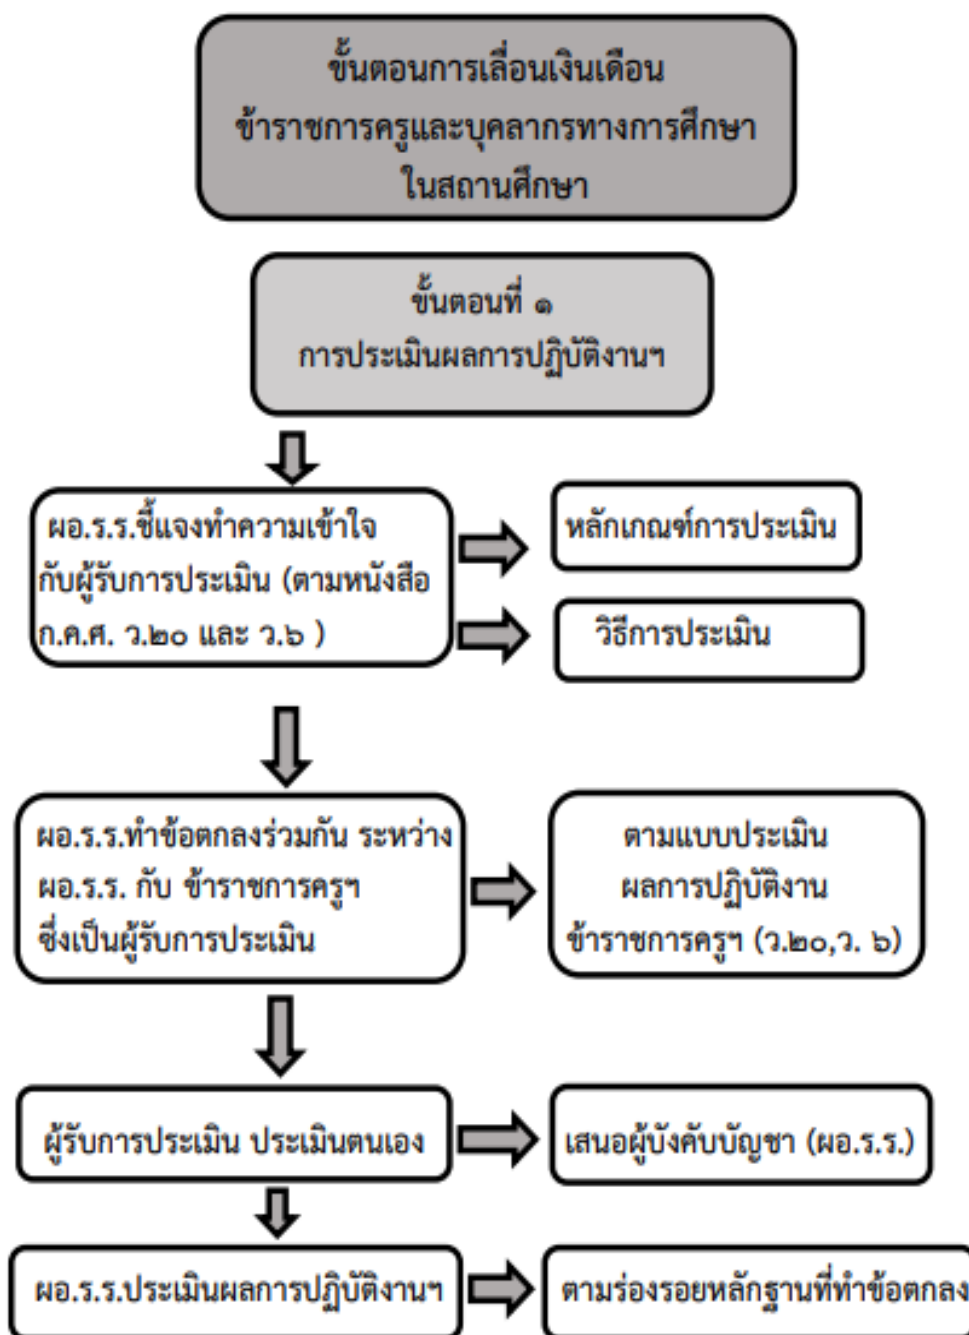 ขั้นตอนการเลื่อนเงินเดือน
ข้าราชการครูและบุคลากรทางการศึกษา
ในสถานศึกษา
ขั้นตอนที่ ๑
การประเมินผลการปฏิบัติงานฯ
ผอ.ร.ร.ชี้แจงทำความเข้าใจ
กับผู้รับการประเมิน (ตามหนังสือ
ก.ค.ศ. ว.๒๐ และ ว.๖ )
หลักเกณฑ์การประเมิน
วิธีการประเมิน
ผอ.ร.ร.ทำข้อตกลงร่วมกัน ระหว่าง
ผอ.ร.ร. กับ ข้าราชการครูฯ
ซึ่งเป็นผู้รับการประเมิน
ตามแบบประเมิน
ผลการปฏิบัติงาน
ข้าราชการครูฯ (ว.๒๐,ว. ๖)
ผู้รับการประเมิน ประเมินตนเอง
เสนอผู้บังคับบัญชา (ผอ.ร.ร.)
ผอ.ร.ร.ประเมินผลการปฏิบัติงานฯ
ตามร่องรอยหลักฐานที่ทำข้อตกลง